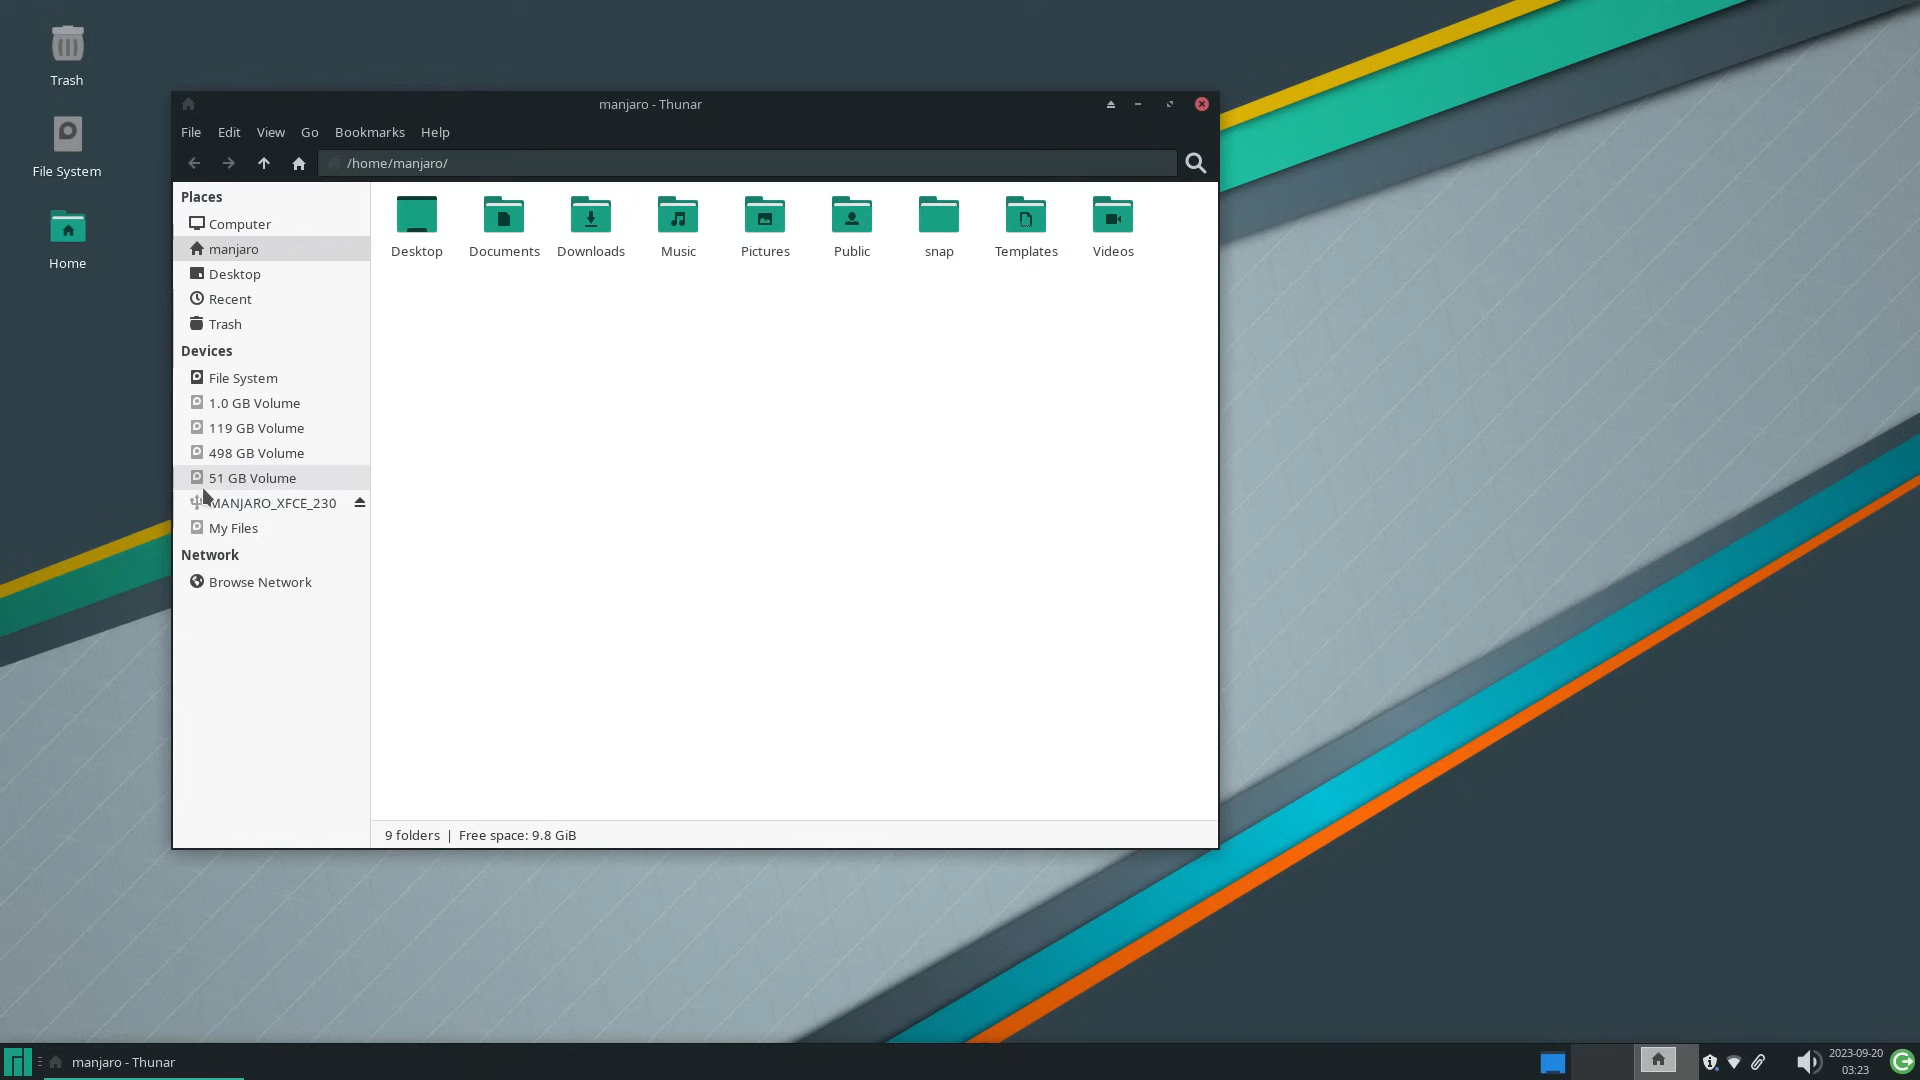 Trash
File System
Home
manjaro - Thunar
File Edit View Go Bookmarks Help
/home/manjaro/
Places
Computer
manjaro
Desktop
Recent
Trash
Devices
File System
1.0 GB Volume
119 GB Volume
498 GB Volume
51 GB Volume
MANJARO_XFCE_230
My Files
Network
Browse Network
Desktop Documents Downloads Music Pictures Public snap Templates Videos
9 folders | Free space: 9.8 GiB
manjaro - Thunar
2023-09-20
03:23